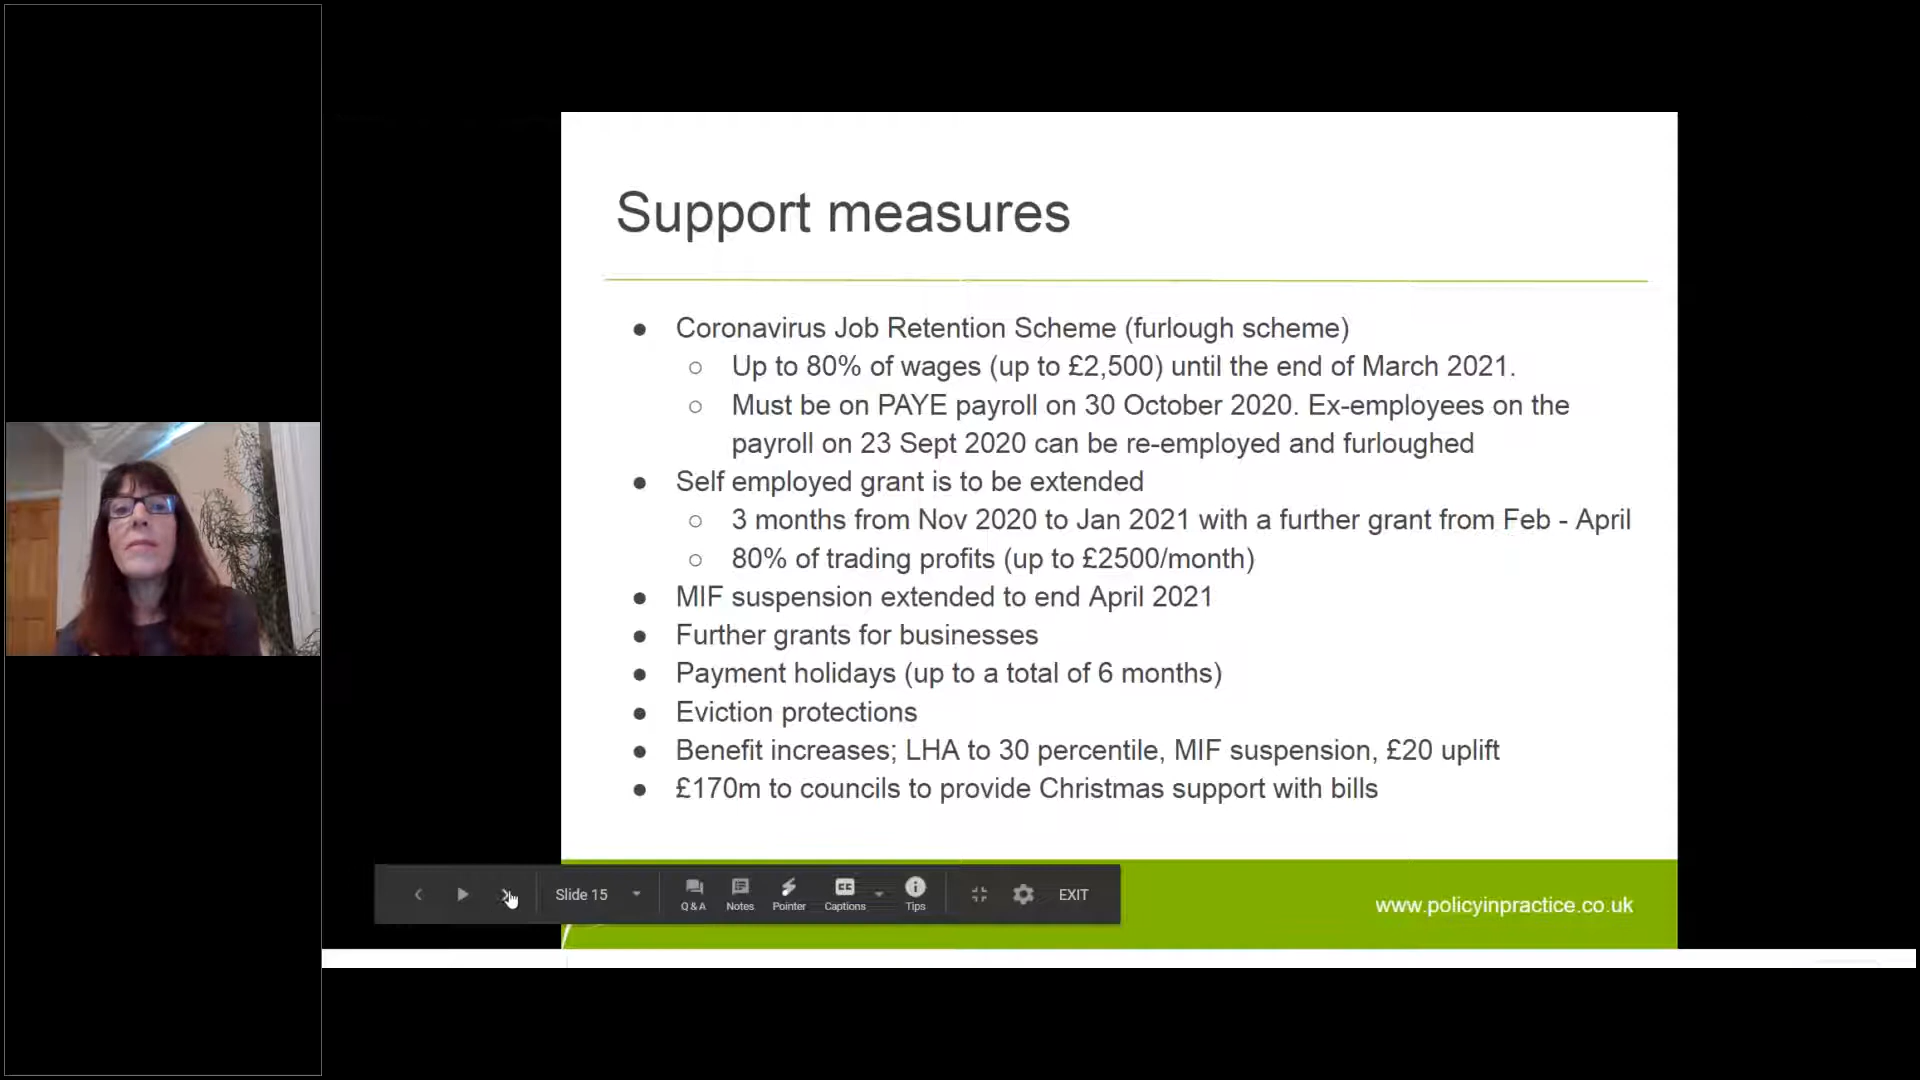 Support measures
● Coronavirus Job Retention Scheme (furlough scheme)
○ Up to 80% of wages (up to £2,500) until the end of March 2021.
○ Must be on PAYE payroll on 30 October 2020. Ex-employees on the
payroll on 23 Sept 2020 can be re-employed and furloughed
● Self employed grant is to be extended
○ 3 months from Nov 2020 to Jan 2021 with a further grant from Feb - April
○ 80% of trading profits (up to £2500/month)
● MIF suspension extended to end April 2021
● Further grants for businesses
● Payment holidays (up to a total of 6 months)
● Eviction protections
● Benefit increases; LHA to 30 percentile, MIF suspension, £20 uplift
● £170m to councils to provide Christmas support with bills
Slide 15
Q & A
Notes
Pointer
CC
Captions
Tips
EXIT
www.policyinpractice.co.uk